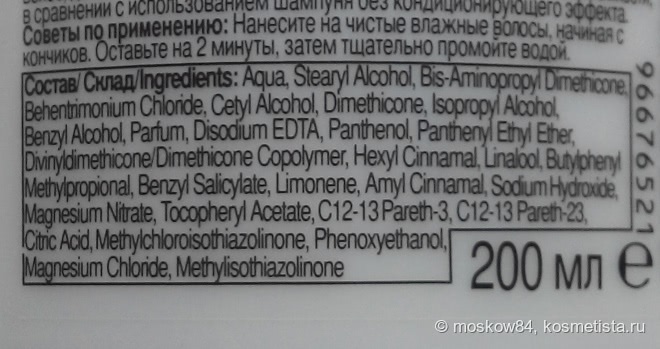 в сравнении с использованием шампуня без кондиционирующего эффекта.
Советы по применению: Нанесите на чистые влажные волосы, начиная с
кончиков. Оставьте на 2 минуты, затем тщательно промойте водой.
Состав/ Склад/Ingredients: Aqua, Stearyl Alcohol, Bis-Aminopropyl Dimethicone,
Behentrimonium Chloride, Cetyl Alcohol, Dimethicone, Isopropyl Alcohol,
Benzyl Alcohol, Parfum, Disodium EDTA, Panthenol, Panthenyl Ethyl Ether,
Divinyldimethicone/Dimethicone Copolymer, Hexyl Cinnamal, Linalool, Butylphenyl
Methylpropional, Benzyl Salicylate, Limonene, Amyl Cinnamal, Sodium Hydroxide,
Magnesium Nitrate, Tocopheryl Acetate, C12-13 Pareth-3, C12-13 Pareth-23,
Citric Acid, Methylchloroisothiazolinone, Phenoxyethanol,
Magnesium Chloride, Methylisothiazolinone
96676521
200 мл e
© moskow84, kosmetista.ru